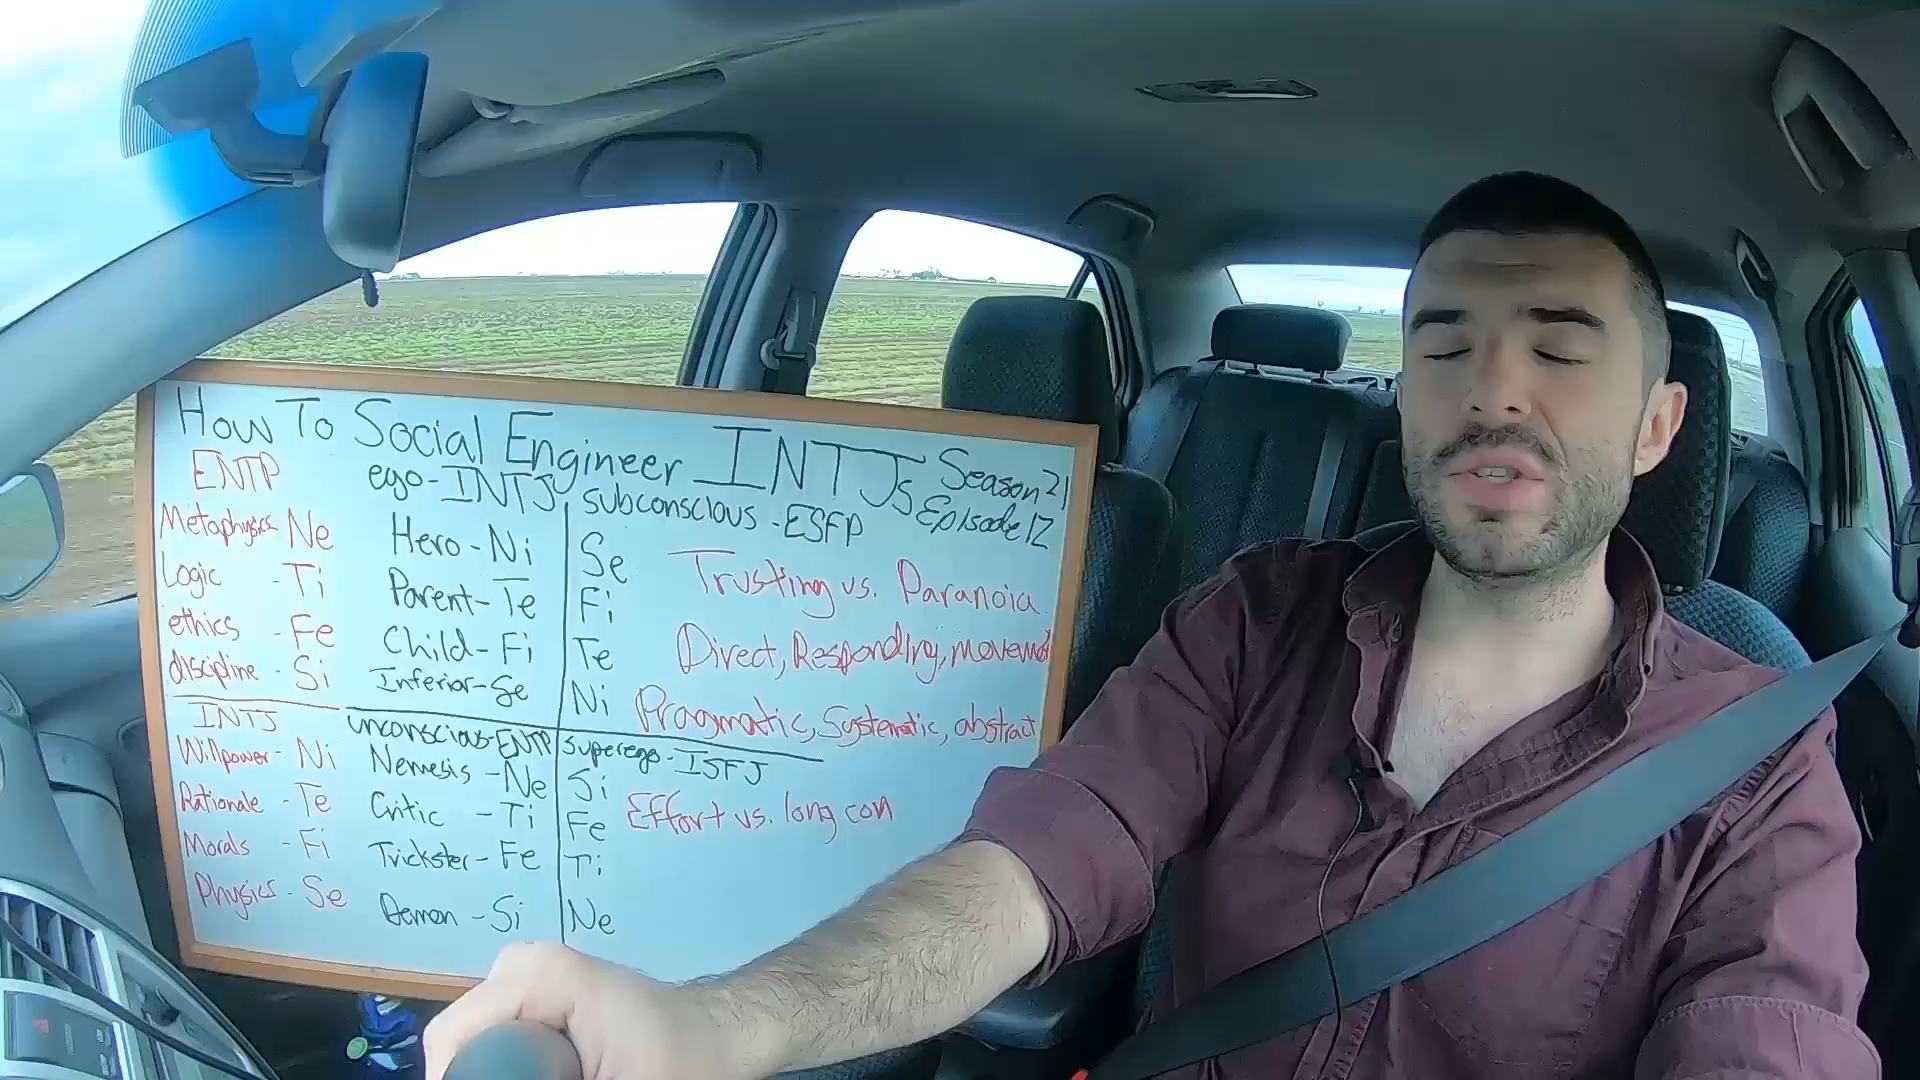 How To Social Engineer INTJs Season 21
Episode 12
ENTP
Metaphysics - Ne
Logic - Ti
ethics - Fe
discipline - Si
INTJ
Willpower - Ni
Rationale - Te
Morals - Fi
Physics - Se
ego - INTJ
Hero - Ni
Parent - Te
Child - Fi
Inferior - Se
subconscious - ESFP
Se
Fi
Te
Ni
unconscious - ENTP
Nemesis - Ne
Critic - Ti
Trickster - Fe
Demon - Si
superego - ISFJ
Si
Fe
Ti
Ne
Trusting vs. Paranoia
Direct, Responding,
Pragmatic, Systematic, abstract
Effort vs. long con